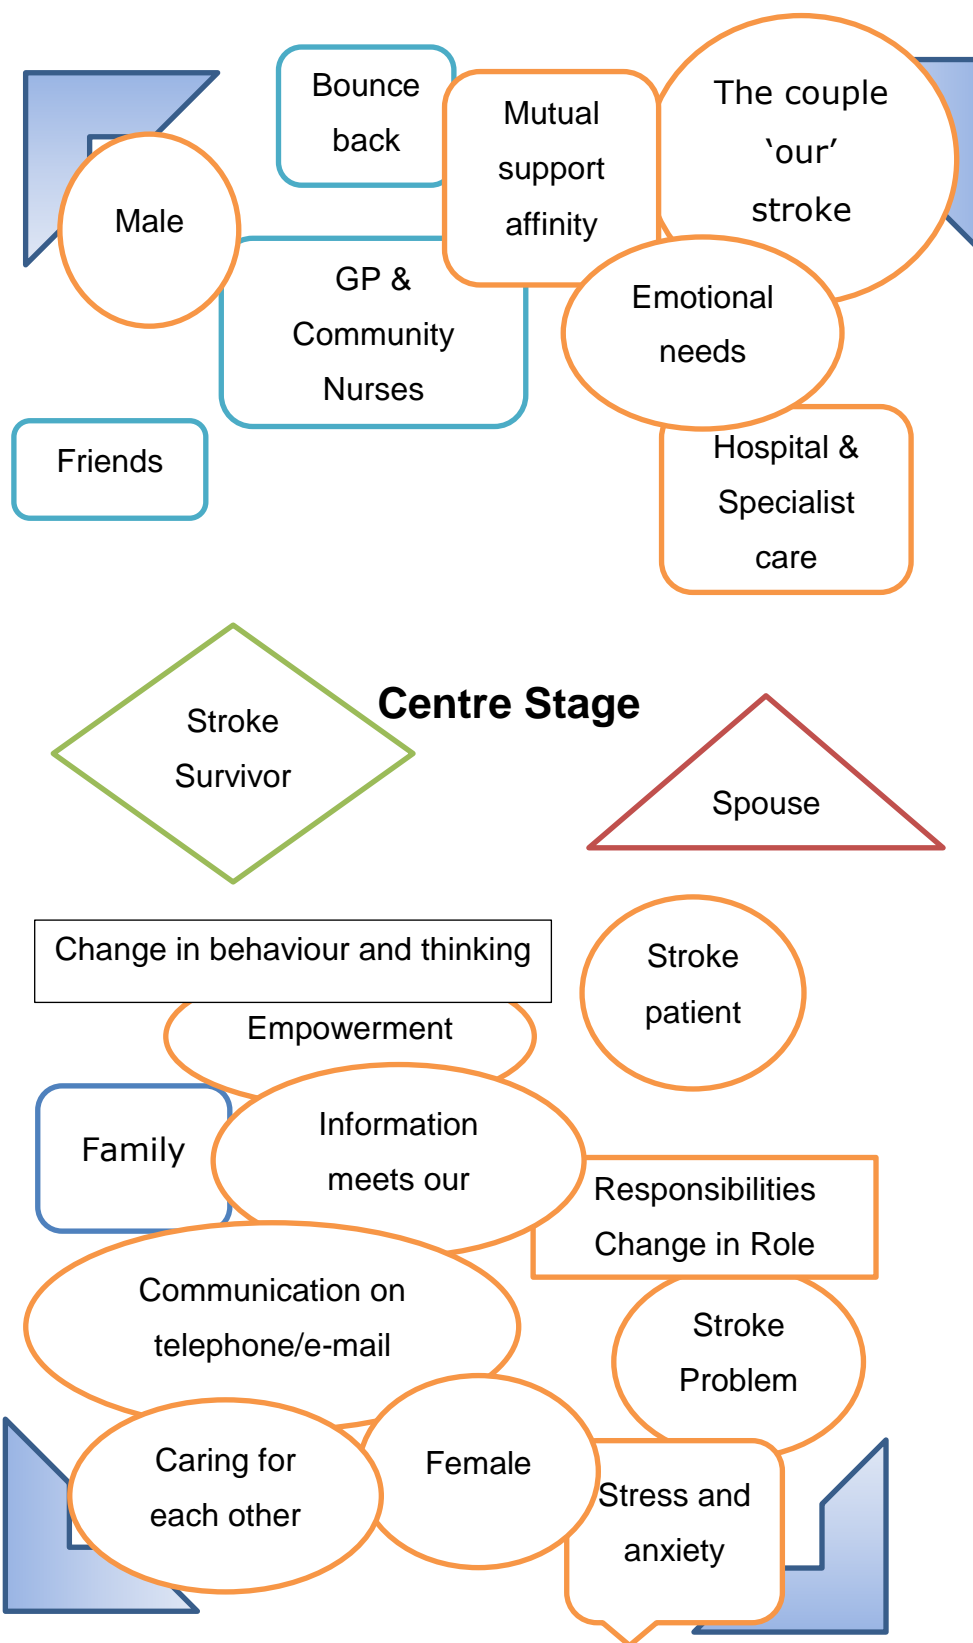 Bounce
back
Mutual
support
affinity
The couple
‘our’
stroke
Male
GP &
Community
Nurses
Emotional
needs
Friends
Hospital &
Specialist
care
Centre Stage
Stroke
Survivor
Spouse
Change in behaviour and thinking
Stroke
patient
Empowerment
Family
Information
meets our
Responsibilities
Change in Role
Communication on
telephone/e-mail
Stroke
Problem
Caring for
each other
Female
Stress and
anxiety